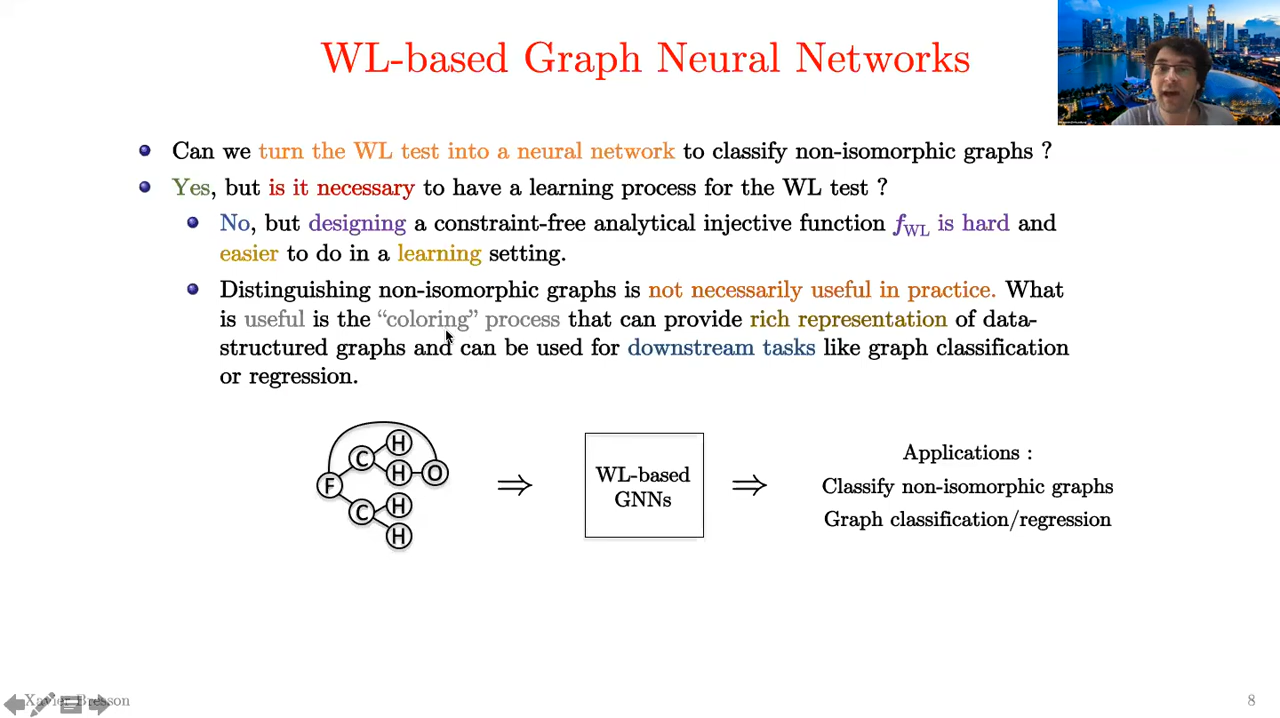 WL-based Graph Neural Networks
Can we turn the WL test into a neural network to classify non-isomorphic graphs ?
Yes, but is it necessary to have a learning process for the WL test ?
No, but designing a constraint-free analytical injective function f_WL is hard and
easier to do in a learning setting.
Distinguishing non-isomorphic graphs is not necessarily useful in practice. What
is useful is the “coloring” process that can provide rich representation of data-
structured graphs and can be used for downstream tasks like graph classification
or regression.
H
C
H
O
F
H
C
H
⇒
WL-based
GNNs
⇒
Applications :
Classify non-isomorphic graphs
Graph classification/regression
Xavier Bresson
8